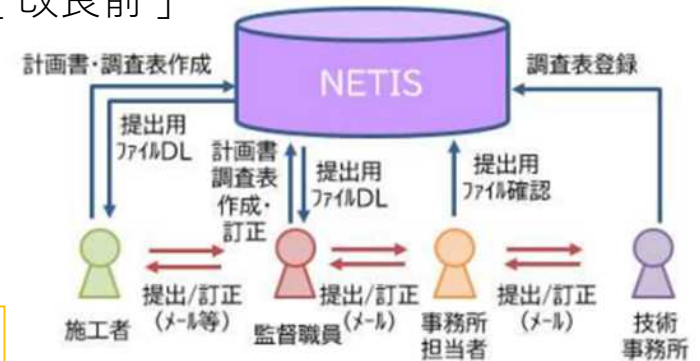 改良前」
NETIS
計画書・調査表作成
調査表登録
提出用
ﾌｧｲﾙDL
計画書
調査表
作成・
訂正
提出用
ﾌｧｲﾙDL
提出用
ﾌｧｲﾙ確認
提出/訂正
(ﾒｰﾙ等)
提出/訂正
(ﾒｰﾙ)
提出/訂正
(ﾒｰﾙ)
施工者
監督職員
事務所
担当者
技術
事務所